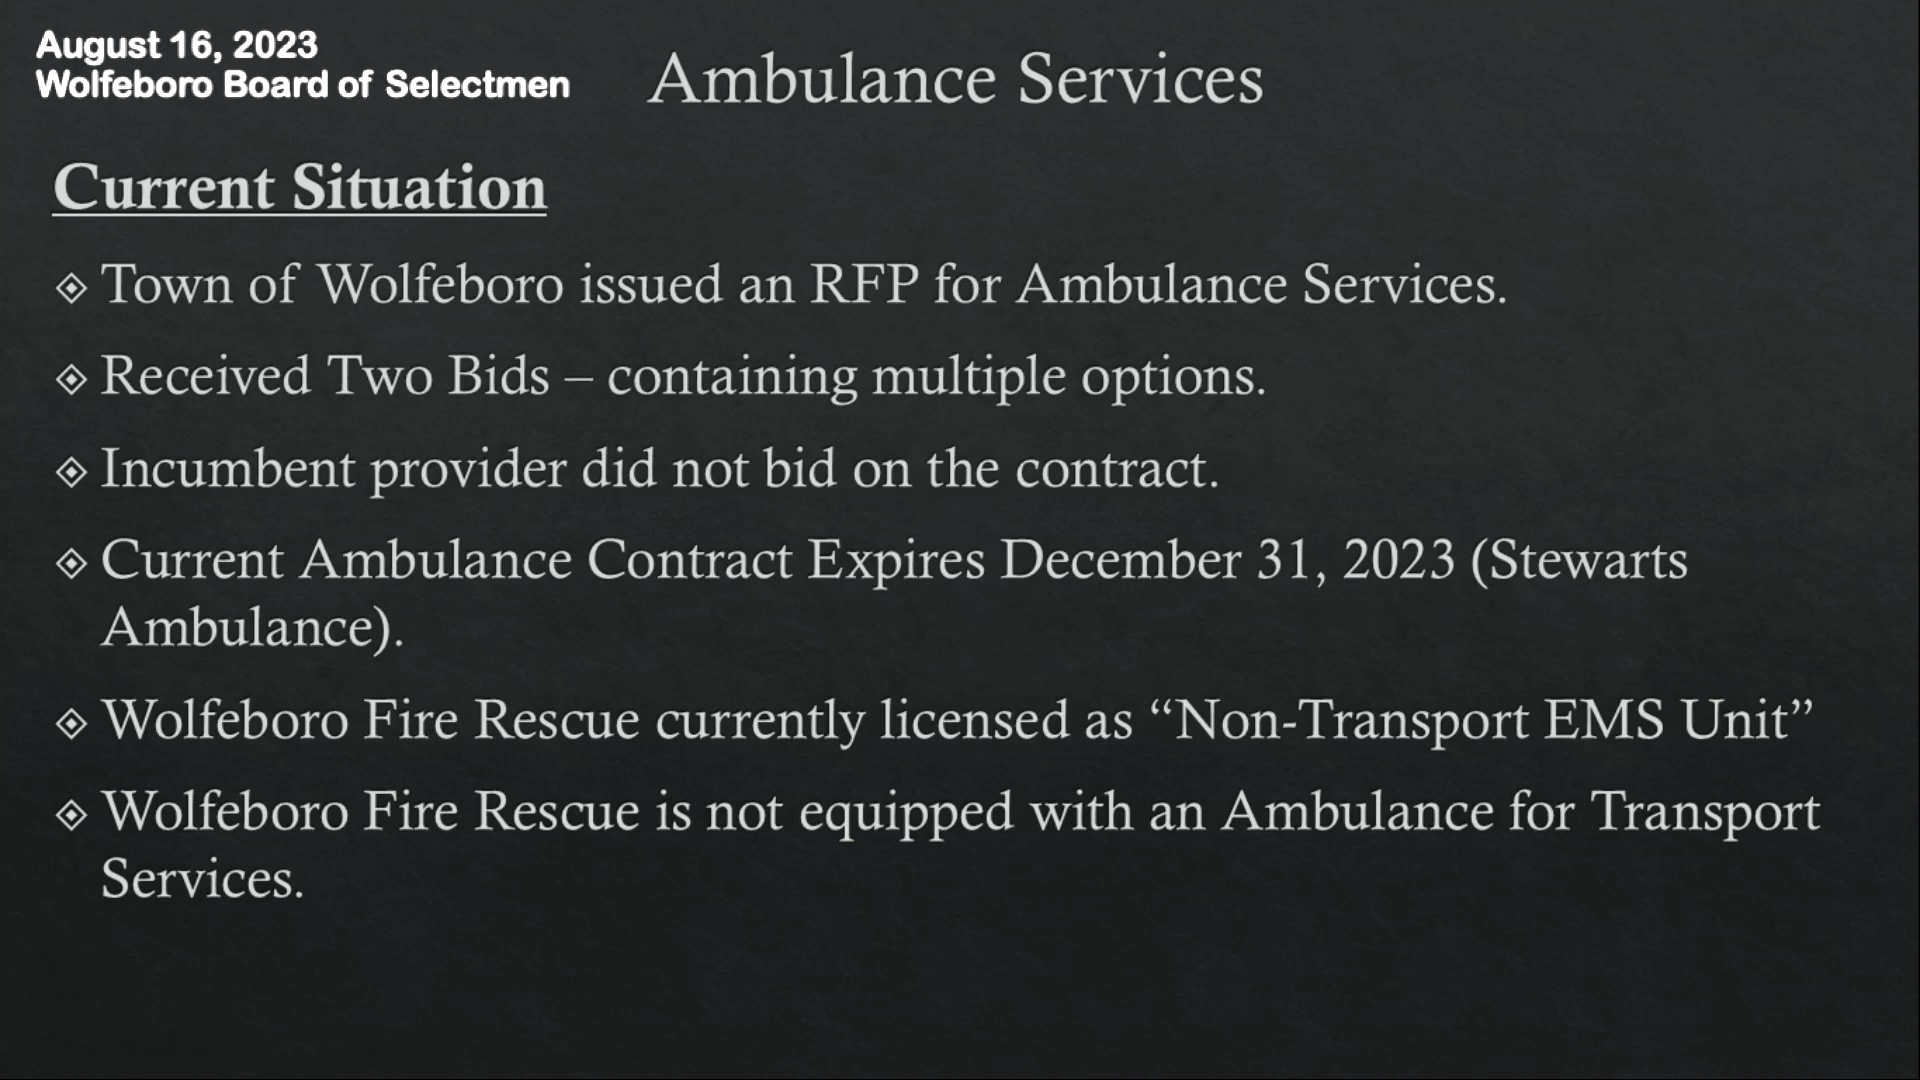 August 16, 2023
Wolfeboro Board of Selectmen
Ambulance Services
Current Situation
Town of Wolfeboro issued an RFP for Ambulance Services.
Received Two Bids – containing multiple options.
Incumbent provider did not bid on the contract.
Current Ambulance Contract Expires December 31, 2023 (Stewarts
Ambulance).
Wolfeboro Fire Rescue currently licensed as “Non-Transport EMS Unit”
Wolfeboro Fire Rescue is not equipped with an Ambulance for Transport
Services.